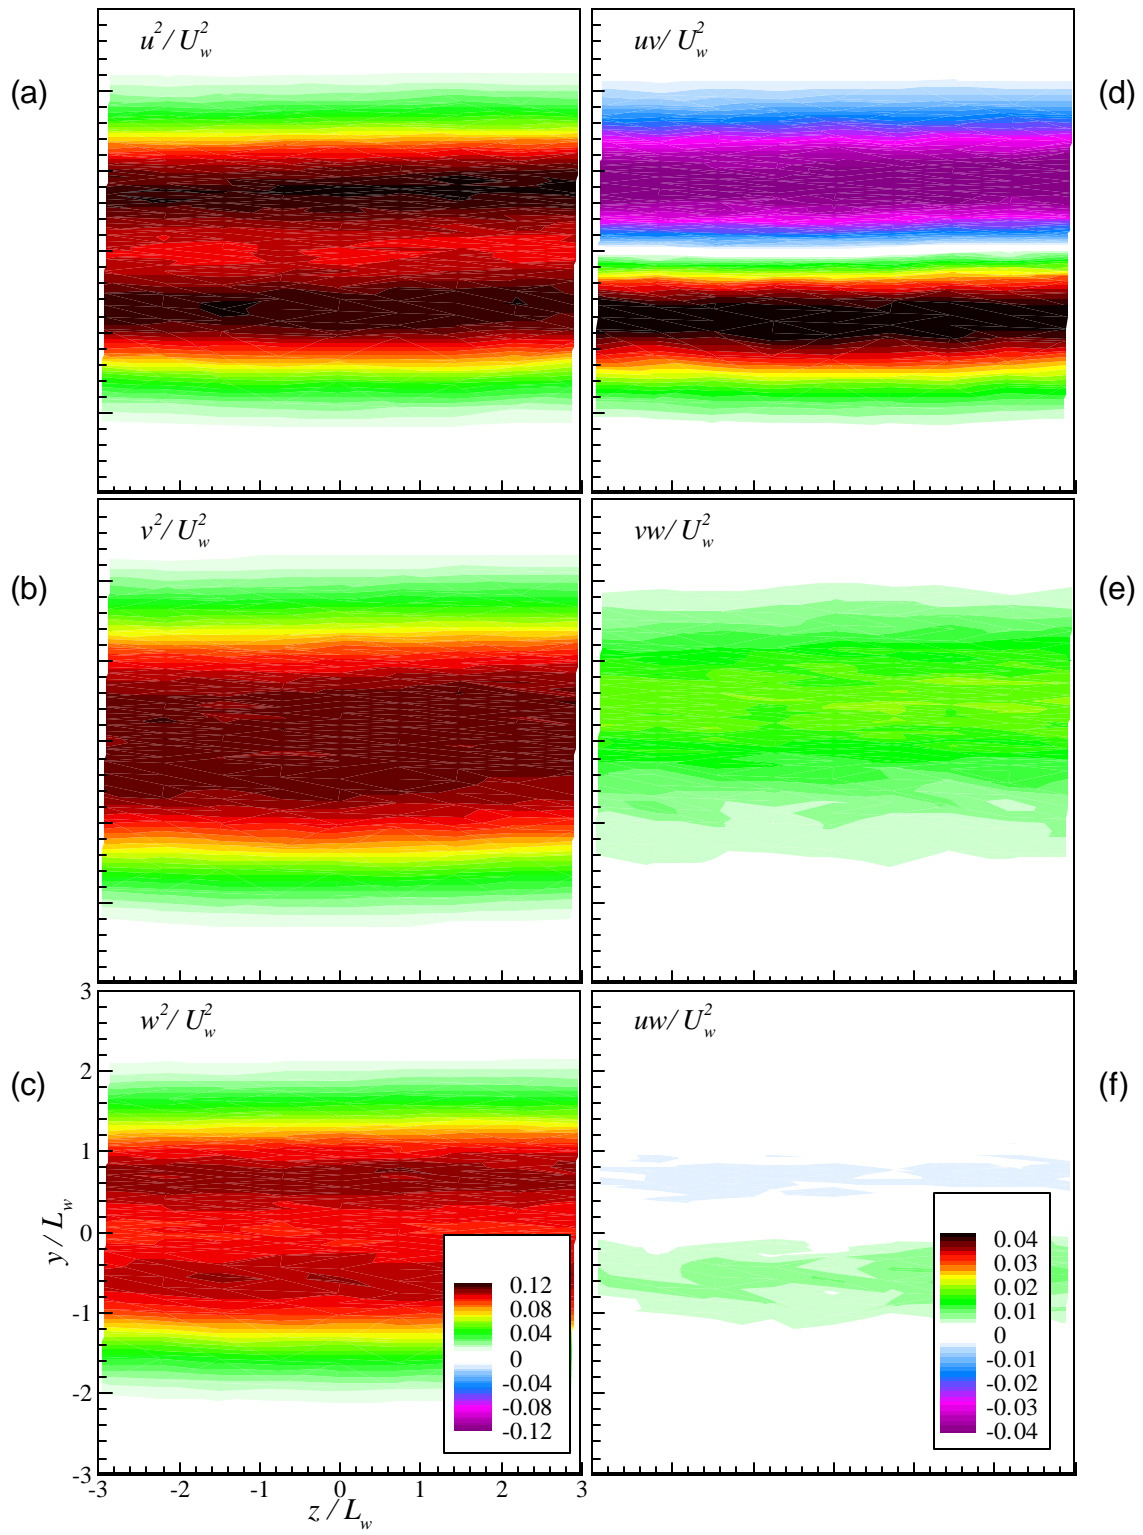 (a)
u²/U_w²
uv/U_w²
(d)
(b)
v²/U_w²
vw/U_w²
(e)
(c)
w²/U_w²
uw/U_w²
(f)
3
2
1
0
-1
-2
-3
y/L_w
-3
-2
-1
0
1
2
3
z/L_w
0.12
0.08
0.04
0
-0.04
-0.08
-0.12
0.04
0.03
0.02
0.01
0
-0.01
-0.02
-0.03
-0.04